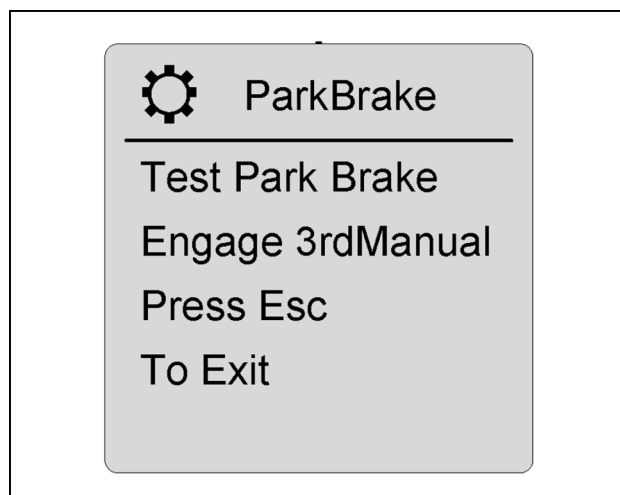 ParkBrake
Test Park Brake
Engage 3rdManual
Press Esc
To Exit